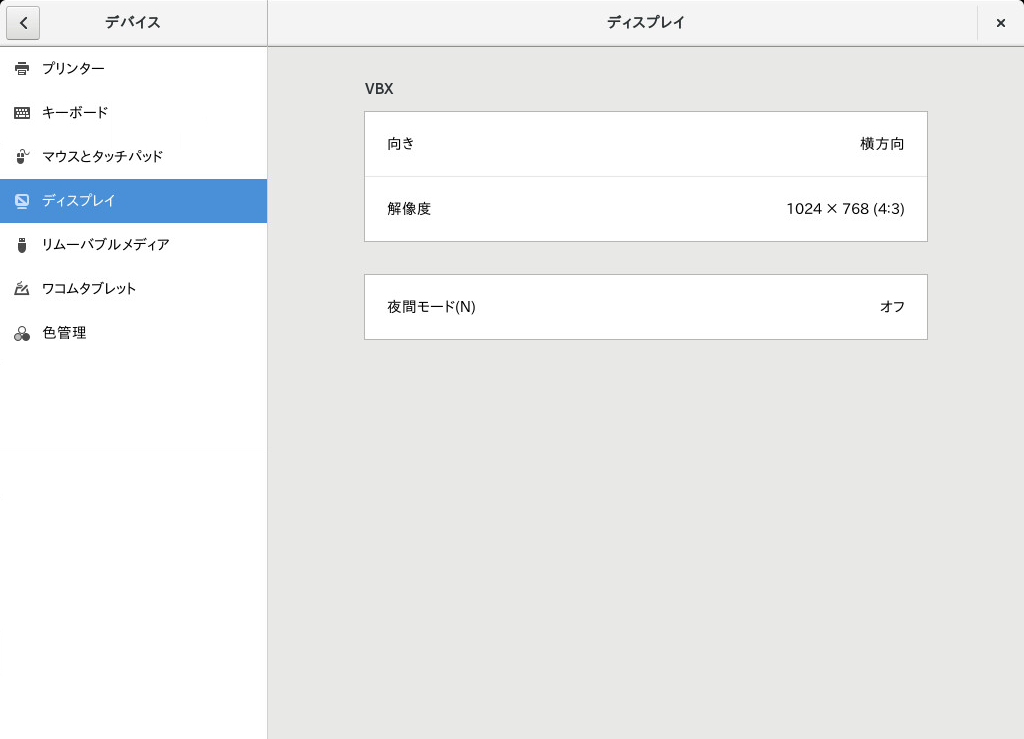 デバイス
ディスプレイ
プリンター
キーボード
マウスとタッチパッド
ディスプレイ
リムーバブルメディア
ワコムタブレット
色管理
VBX
向き 横方向
解像度 1024 × 768 (4:3)
夜間モード(N) オフ